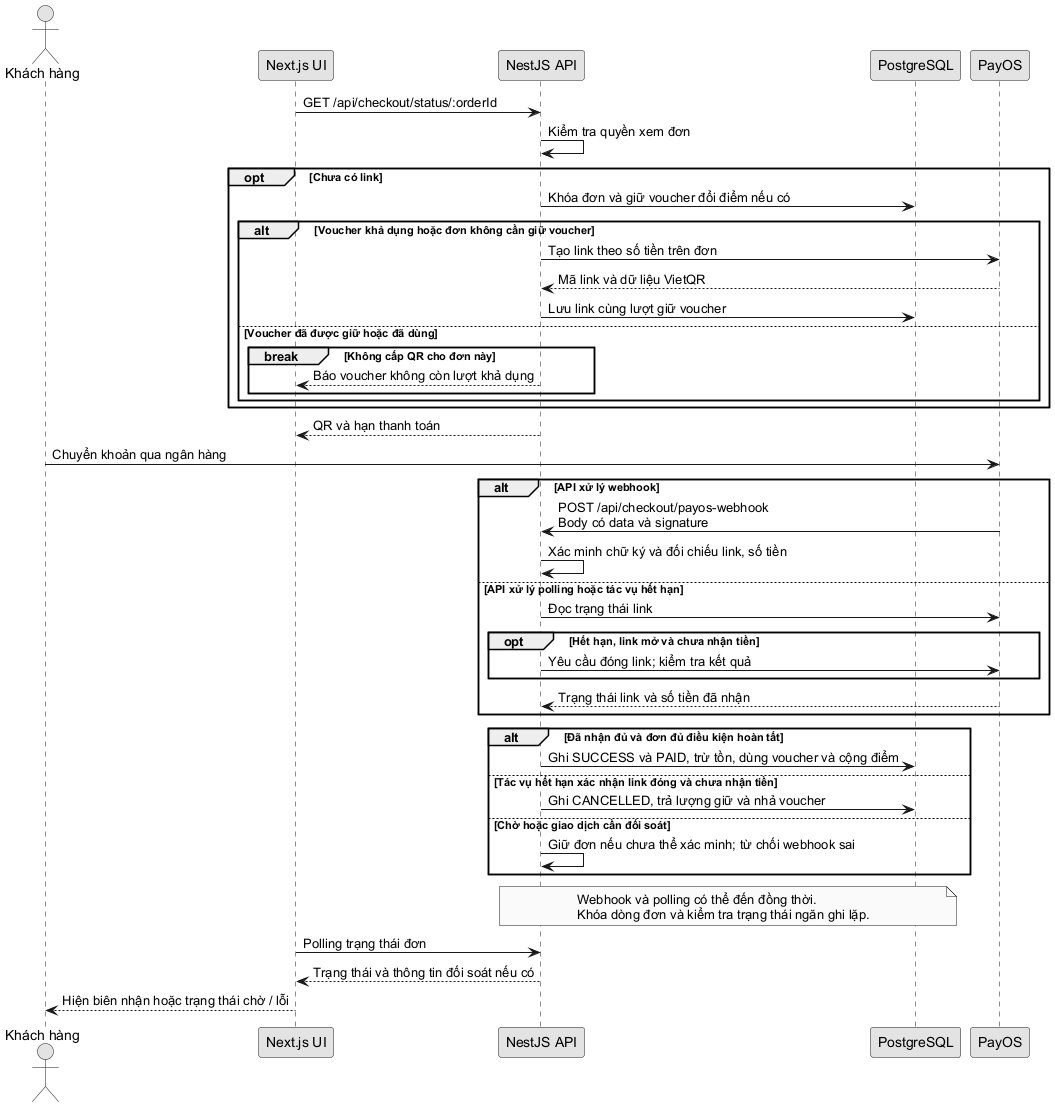 Khách hàng
Next.js UI
NestJS API
PostgreSQL
PayOS
GET /api/checkout/status/:orderId
Kiểm tra quyền xem đơn
opt
[Chưa có link]
Khóa đơn và giữ voucher đổi điểm nếu có
alt
[Voucher khả dụng hoặc đơn không cần giữ voucher]
Tạo link theo số tiền trên đơn
Mã link và dữ liệu VietQR
Lưu link cùng lượt giữ voucher
[Voucher đã được giữ hoặc đã dùng]
break
[Không cấp QR cho đơn này]
Báo voucher không còn lượt khả dụng
QR và hạn thanh toán
Chuyển khoản qua ngân hàng
alt
[API xử lý webhook]
POST /api/checkout/payos-webhook
Body có data và signature
Xác minh chữ ký và đối chiếu link, số tiền
[API xử lý polling hoặc tác vụ hết hạn]
Đọc trạng thái link
opt
[Hết hạn, link mở và chưa nhận tiền]
Yêu cầu đóng link; kiểm tra kết quả
Trạng thái link và số tiền đã nhận
alt
[Đã nhận đủ và đơn đủ điều kiện hoàn tất]
Ghi SUCCESS và PAID, trừ tồn, dùng voucher và cộng điểm
[Tác vụ hết hạn xác nhận link đóng và chưa nhận tiền]
Ghi CANCELLED, trả lượng giữ và nhả voucher
[Chờ hoặc giao dịch cần đối soát]
Giữ đơn nếu chưa thể xác minh; từ chối webhook sai
Webhook và polling có thể đến đồng thời.
Khóa dòng đơn và kiểm tra trạng thái ngăn ghi lặp.
Polling trạng thái đơn
Trạng thái và thông tin đối soát nếu có
Hiện biên nhận hoặc trạng thái chờ / lỗi
Khách hàng
Next.js UI
NestJS API
PostgreSQL
PayOS